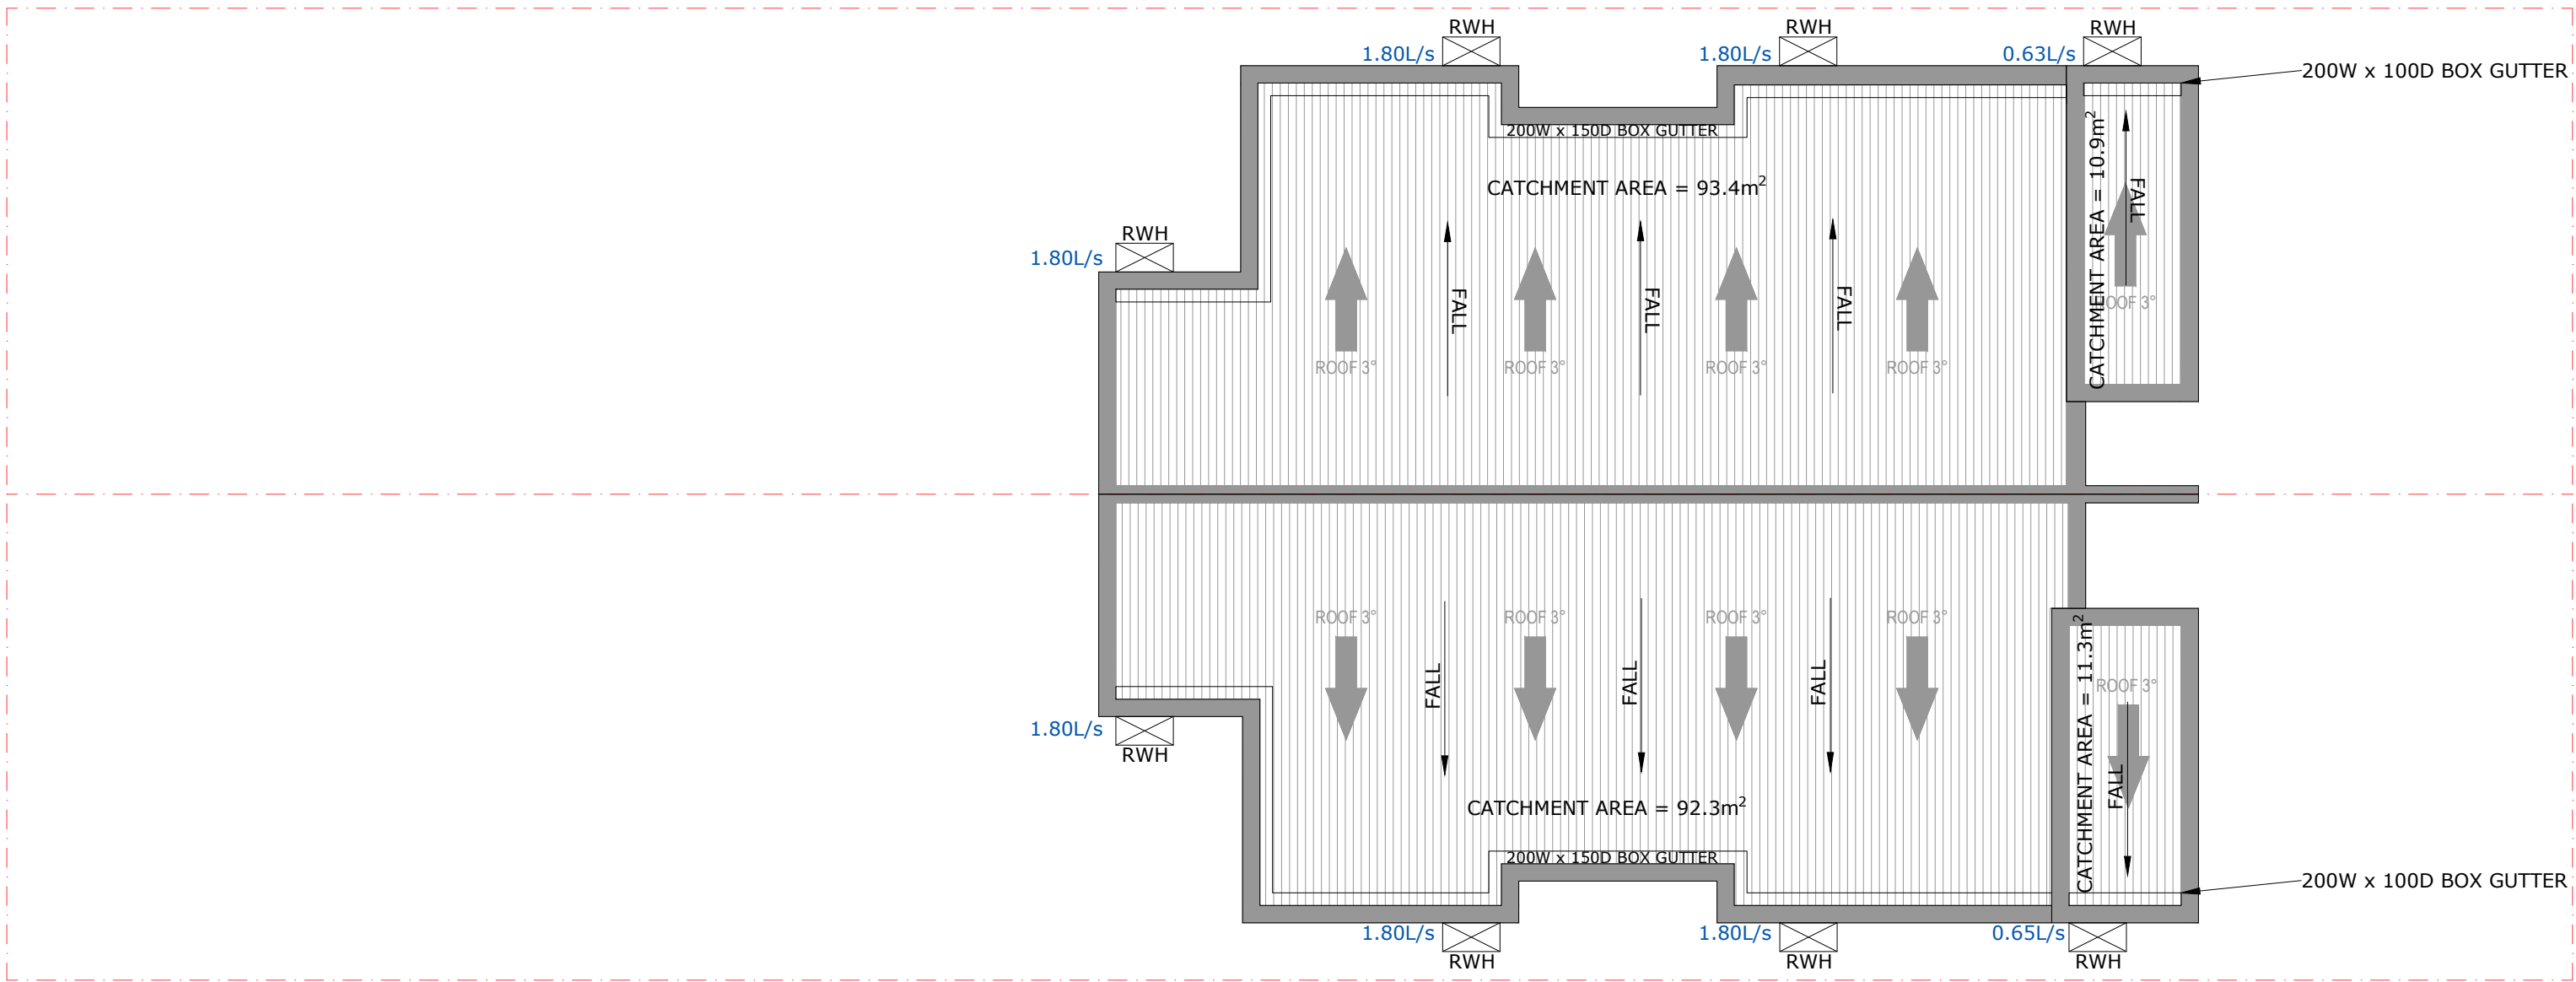 RWH
RWH
RWH
1.80L/s
1.80L/s
0.63L/s
200W x 100D BOX GUTTER
200W x 150D BOX GUTTER
CATCHMENT AREA = 93.4m²
CATCHMENT AREA = 10.9m²
FALL
RWH
1.80L/s
FALL
FALL
FALL
ROOF 3°
ROOF 3°
ROOF 3°
ROOF 3°
ROOF 3°
ROOF 3°
ROOF 3°
ROOF 3°
ROOF 3°
CATCHMENT AREA = 11.3m²
ROOF 3°
FALL
FALL
FALL
FALL
1.80L/s
RWH
CATCHMENT AREA = 92.3m²
200W x 150D BOX GUTTER
200W x 100D BOX GUTTER
1.80L/s
1.80L/s
0.65L/s
RWH
RWH
RWH